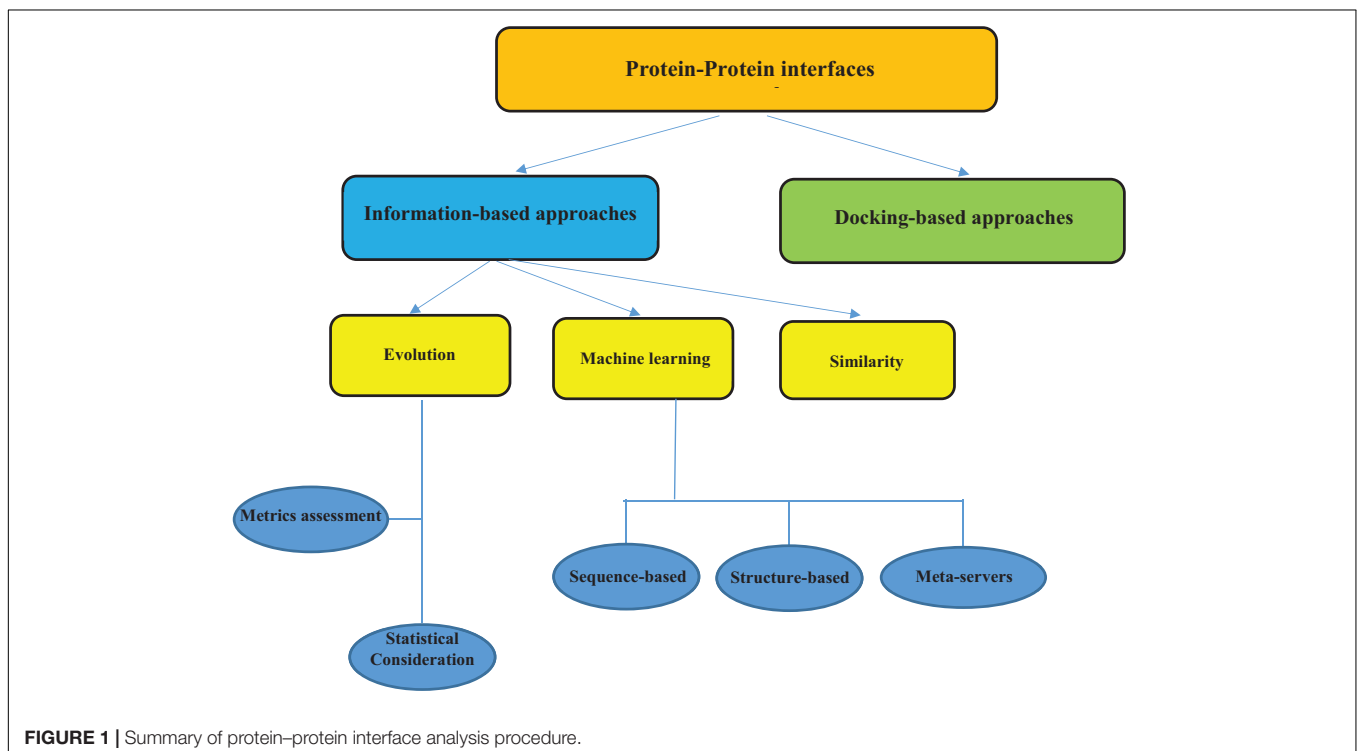 Protein-Protein interfaces
-
Information-based approaches
Docking-based approaches
Evolution
Machine learning
Similarity
Metrics assessment
Sequence-based
Structure-based
Meta-servers
Statistical
Consideration
FIGURE 1 | Summary of protein–protein interface analysis procedure.